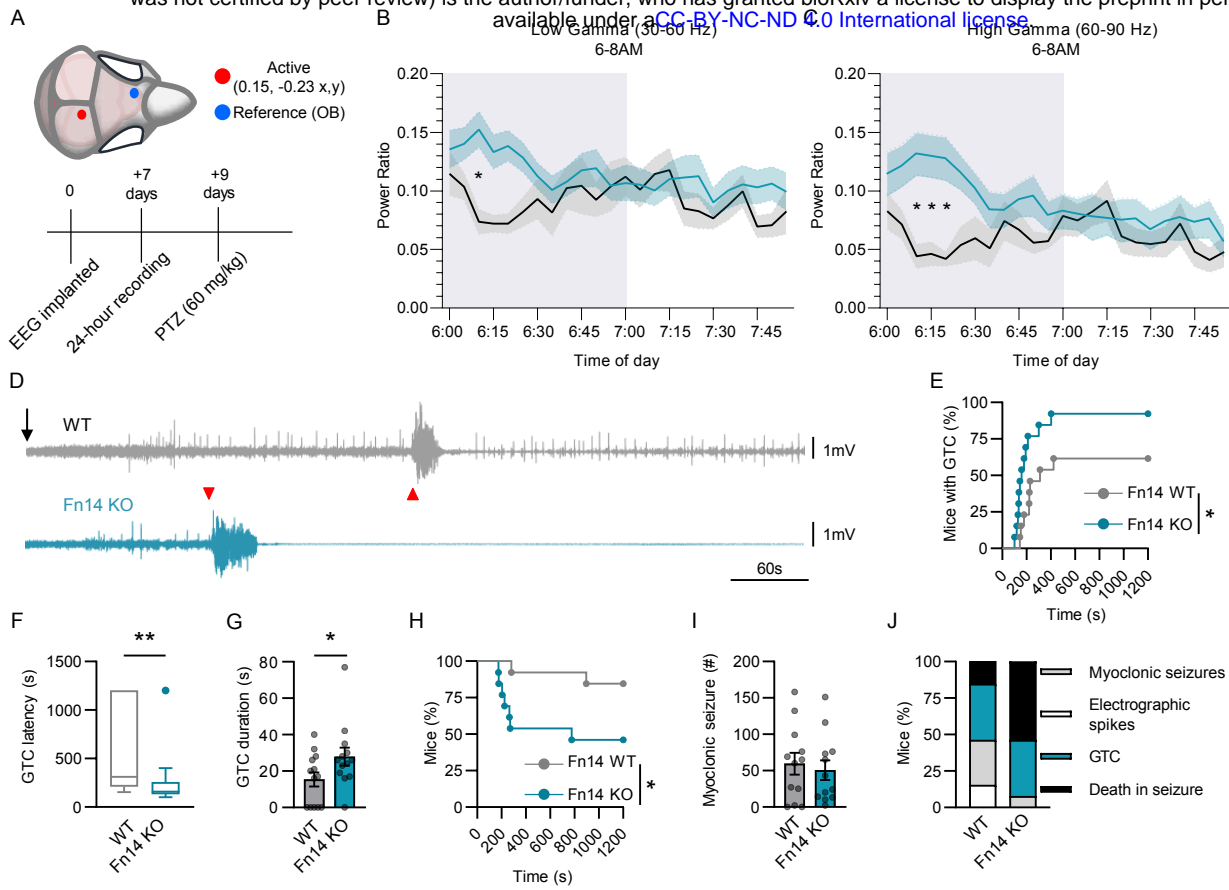 was not certified by peer review) is the author/funder, who has granted bioRxiv a license to display the preprint in per
available under aCC-BY-NC-ND 4.0 International license.
A
Active
(0.15, -0.23 x,y)
Reference (OB)
0
+7
days
+9
days
EEG implanted
24-hour recording
PTZ (60 mg/kg)
B
Low Gamma (30-60 Hz)
6-8AM
Power Ratio
0.20
0.15
0.10
0.05
0.00
*
6:00 6:15 6:30 6:45 7:00 7:15 7:30 7:45
Time of day
C
High Gamma (60-90 Hz)
6-8AM
Power Ratio
0.20
0.15
0.10
0.05
0.00
* * *
6:00 6:15 6:30 6:45 7:00 7:15 7:30 7:45
Time of day
D
WT
1mV
Fn14 KO
1mV
60s
E
Mice with GTC (%)
100
75
50
25
0
Fn14 WT
Fn14 KO
*
0 200 400 600 800 1000 1200
Time (s)
F
**
GTC latency (s)
1500
1000
500
0
WT
Fn14 KO
G
*
GTC duration (s)
80
60
40
20
0
WT
Fn14 KO
H
Mice (%)
100
75
50
25
0
Fn14 WT
Fn14 KO
*
0 200 400 600 800 1000 1200
Time (s)
I
Myoclonic seizure (#)
200
150
100
50
0
WT
Fn14 KO
J
Mice (%)
100
75
50
25
0
WT
Fn14 KO
Myoclonic seizures
Electrographic
spikes
GTC
Death in seizure